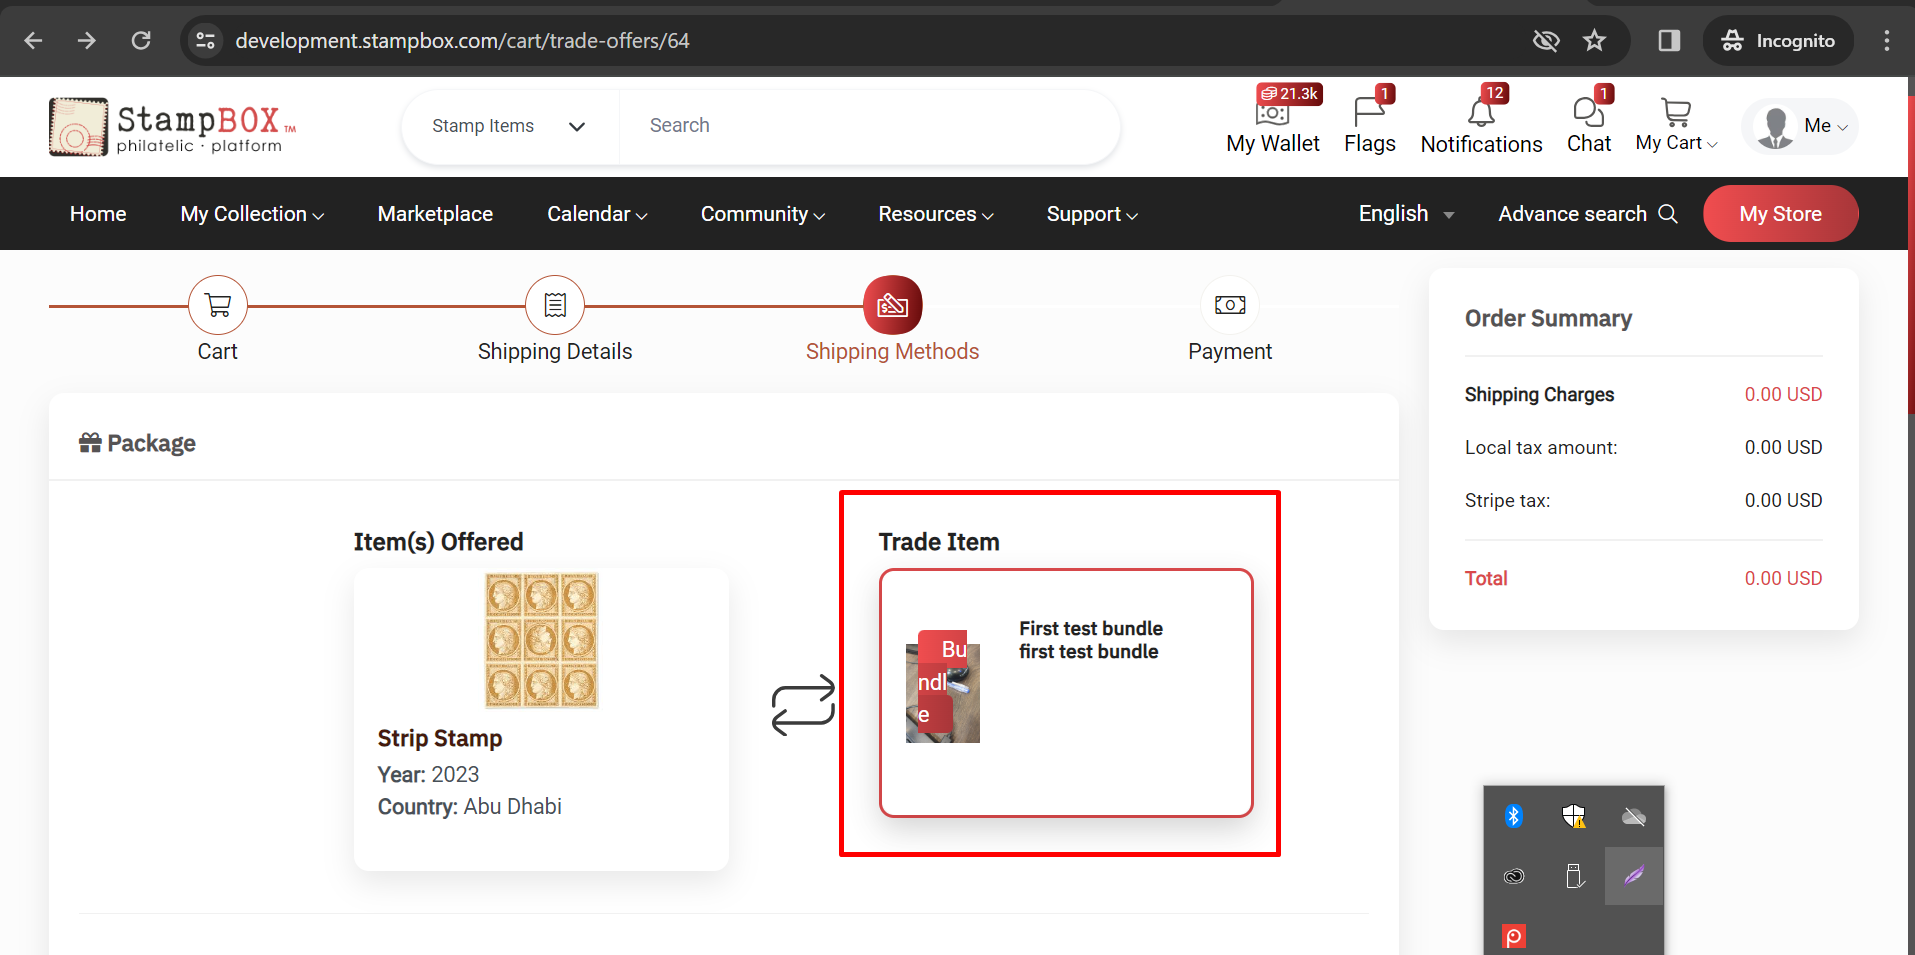 development.stampbox.com/cart/trade-offers/64
Incognito
StampBOX TM
philatelic · platform
Stamp Items
Search
21.3k
My Wallet
1
Flags
12
Notifications
1
Chat
My Cart
Me
Home
My Collection
Marketplace
Calendar
Community
Resources
Support
English
Advance search
My Store
Cart
Shipping Details
Shipping Methods
Payment
Package
Item(s) Offered
Strip Stamp
Year: 2023
Country: Abu Dhabi
Trade Item
Bu
ndl
e
First test bundle
first test bundle
Order Summary
Shipping Charges 0.00 USD
Local tax amount: 0.00 USD
Stripe tax: 0.00 USD
Total 0.00 USD